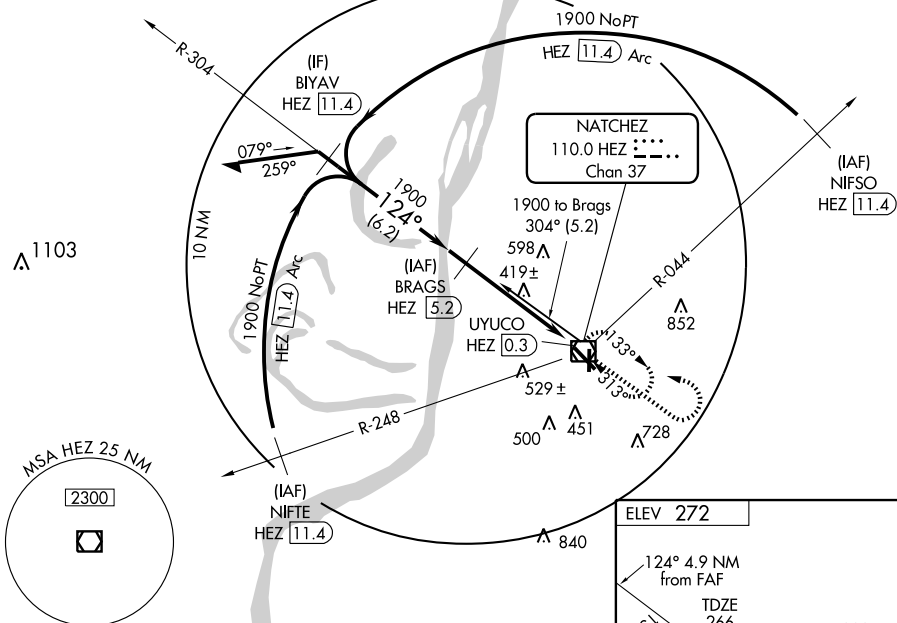 1900 NoPT
HEZ 11.4 Arc
R-304
(IF)
BIYAV
HEZ 11.4
NATCHEZ
110.0 HEZ
Chan 37
079°
259°
(IAF)
NIFSO
HEZ 11.4
1900
124°
(6.2)
1900 to Brags
304° (5.2)
10 NM
1103
598
419±
(IAF)
BRAGS
HEZ 5.2
R-044
1900 NoPT
HEZ 11.4 Arc
UYUCO
HEZ 0.3
852
133°
313°
529±
R-248
500
451
728
MSA HEZ 25 NM
2300
(IAF)
NIFTE
HEZ 11.4
840
ELEV 272
124° 4.9 NM
from FAF
TDZE
266